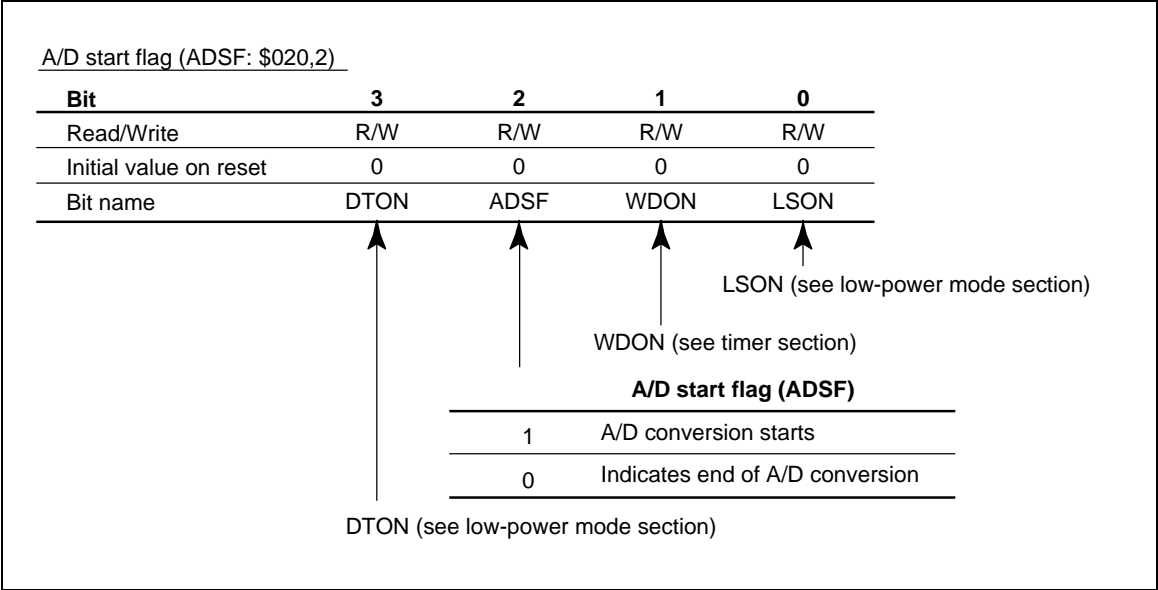 A/D start flag (ADSF: $020,2)
Bit 3 2 1 0
Read/Write R/W R/W R/W R/W
Initial value on reset 0 0 0 0
Bit name DTON ADSF WDON LSON
LSON (see low-power mode section)
WDON (see timer section)
A/D start flag (ADSF)
1 A/D conversion starts
0 Indicates end of A/D conversion
DTON (see low-power mode section)